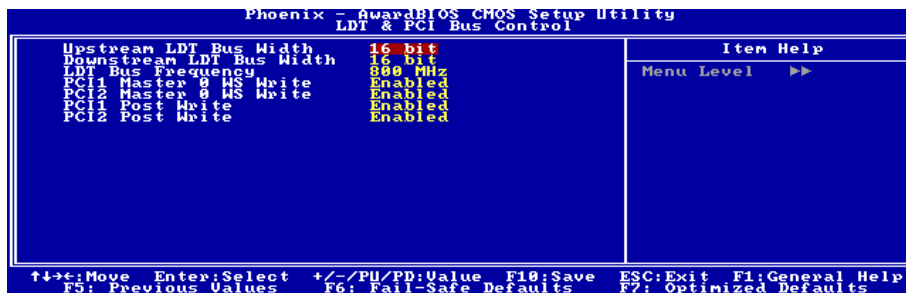 Phoenix - AwardBIOS CMOS Setup Utility
LDT & PCI Bus Control
Upstream LDT Bus Width 16 bit
Downstream LDT Bus Width 16 bit
LDT Bus Frequency 800 MHz
PCI1 Master 0 WS Write Enabled
PCI2 Master 0 WS Write Enabled
PCI1 Post Write Enabled
PCI2 Post Write Enabled
Item Help
Menu Level ▶▶
↑↓→←:Move Enter:Select +/-/PU/PD:Value F10:Save ESC:Exit F1:General Help
F5: Previous Values F6: Fail-Safe Defaults F7: Optimized Defaults